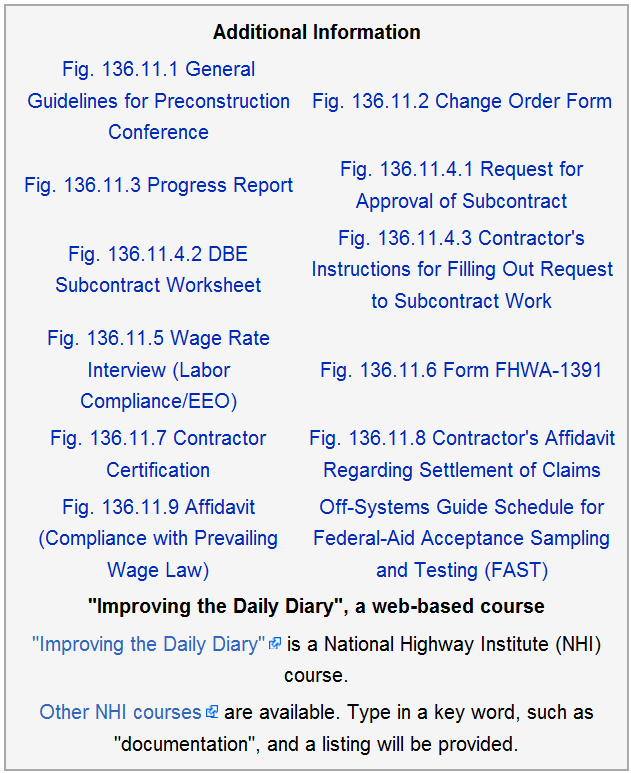 Additional Information
Fig. 136.11.1 General
Guidelines for Preconstruction
Conference
Fig. 136.11.2 Change Order Form
Fig. 136.11.3 Progress Report
Fig. 136.11.4.1 Request for
Approval of Subcontract
Fig. 136.11.4.2 DBE
Subcontract Worksheet
Fig. 136.11.4.3 Contractor's
Instructions for Filling Out Request
to Subcontract Work
Fig. 136.11.5 Wage Rate
Interview (Labor
Compliance/EEO)
Fig. 136.11.6 Form FHWA-1391
Fig. 136.11.7 Contractor
Certification
Fig. 136.11.8 Contractor's Affidavit
Regarding Settlement of Claims
Fig. 136.11.9 Affidavit
(Compliance with Prevailing
Wage Law)
Off-Systems Guide Schedule for
Federal-Aid Acceptance Sampling
and Testing (FAST)
"Improving the Daily Diary", a web-based course
"Improving the Daily Diary" is a National Highway Institute (NHI)
course.
Other NHI courses are available. Type in a key word, such as
"documentation", and a listing will be provided.